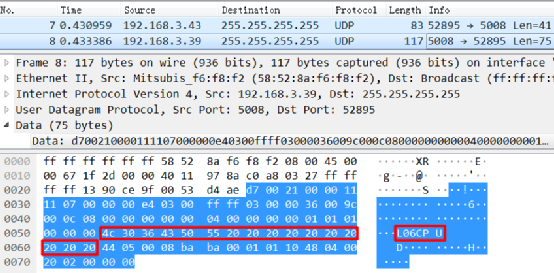 No. Time Source Destination Protocol Length Info
7 0.430959 192.168.3.43 255.255.255.255 UDP 83 52895 → 5008 Len=41
8 0.433386 192.168.3.39 255.255.255.255 UDP 117 5008 → 52895 Len=75
Frame 8: 117 bytes on wire (936 bits), 117 bytes captured (936 bits) on interface
Ethernet II, Src: Mitsubis_f6:f8:f2 (58:52:8a:f6:f8:f2), Dst: Broadcast (ff:ff:ff:
Internet Protocol Version 4, Src: 192.168.3.39, Dst: 255.255.255.255
User Datagram Protocol, Src Port: 5008, Dst Port: 52895
Data (75 bytes)
Data: d700210000111107000000e40300ffff03000036009c000c080000000000040000000001…
0000 ff ff ff ff ff ff 58 52 8a f6 f8 f2 08 00 45 00 ······XR ······E·
0010 00 67 1f 2d 00 00 40 11 97 8a c0 a8 03 27 ff ff ·g·-··@· ·····'··
0020 ff ff 13 90 ce 9f 00 53 d4 ae d7 00 21 00 00 11 ·······S ····!···
0030 11 07 00 00 00 e4 03 00 ff ff 03 00 00 36 00 9c ········ ·····6··
0040 00 0c 08 00 00 00 00 00 04 00 00 00 00 01 01 01 ········ ········
0050 00 00 00 4c 30 36 43 50 55 20 20 20 20 20 20 20 ···L06CP U
0060 20 20 20 44 05 00 08 ba ba 00 01 01 10 48 04 00 D···· ·····H··
0070 20 02 00 00 00 ····